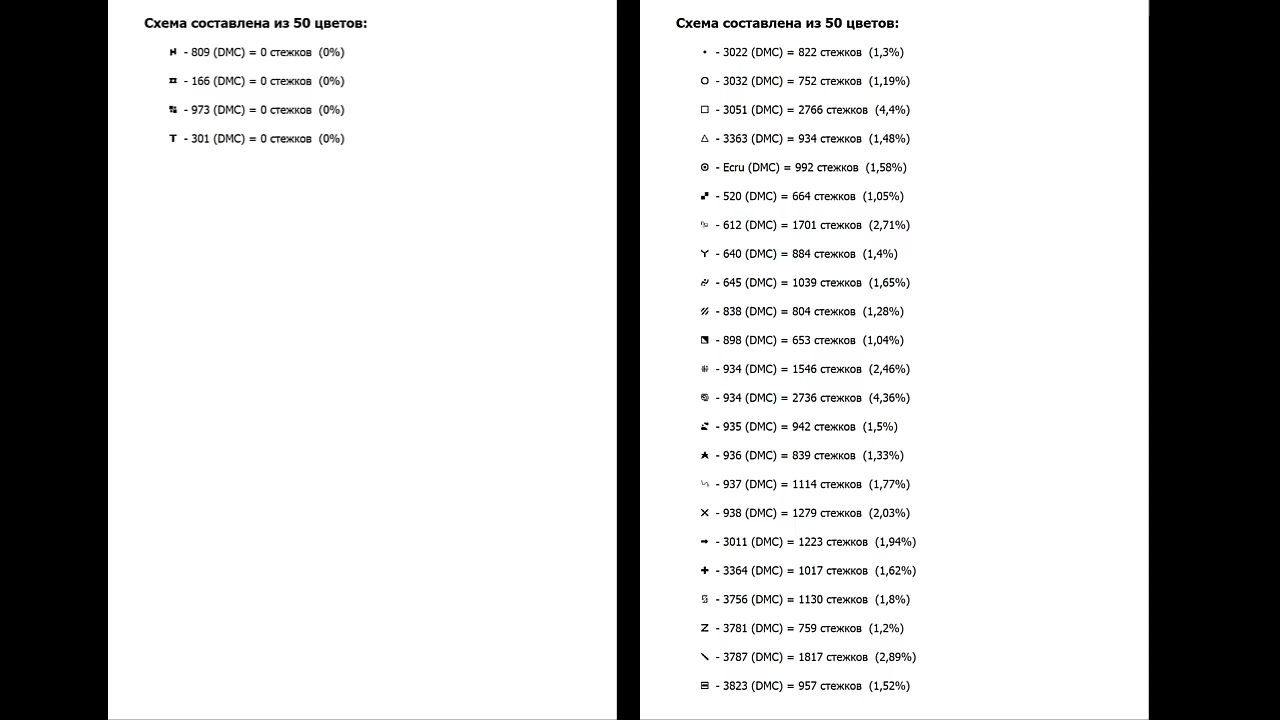 Схема составлена из 50 цветов:
- 809 (DMC) = 0 стежков (0%)
- 166 (DMC) = 0 стежков (0%)
- 973 (DMC) = 0 стежков (0%)
- 301 (DMC) = 0 стежков (0%)
Схема составлена из 50 цветов:
- 3022 (DMC) = 822 стежков (1,3%)
- 3032 (DMC) = 752 стежков (1,19%)
- 3051 (DMC) = 2766 стежков (4,4%)
- 3363 (DMC) = 934 стежков (1,48%)
- Ecru (DMC) = 992 стежков (1,58%)
- 520 (DMC) = 664 стежков (1,05%)
- 612 (DMC) = 1701 стежков (2,71%)
- 640 (DMC) = 884 стежков (1,4%)
- 645 (DMC) = 1039 стежков (1,65%)
- 838 (DMC) = 804 стежков (1,28%)
- 898 (DMC) = 653 стежков (1,04%)
- 934 (DMC) = 1546 стежков (2,46%)
- 934 (DMC) = 2736 стежков (4,36%)
- 935 (DMC) = 942 стежков (1,5%)
- 936 (DMC) = 839 стежков (1,33%)
- 937 (DMC) = 1114 стежков (1,77%)
- 938 (DMC) = 1279 стежков (2,03%)
- 3011 (DMC) = 1223 стежков (1,94%)
- 3364 (DMC) = 1017 стежков (1,62%)
- 3756 (DMC) = 1130 стежков (1,8%)
- 3781 (DMC) = 759 стежков (1,2%)
- 3787 (DMC) = 1817 стежков (2,89%)
- 3823 (DMC) = 957 стежков (1,52%)